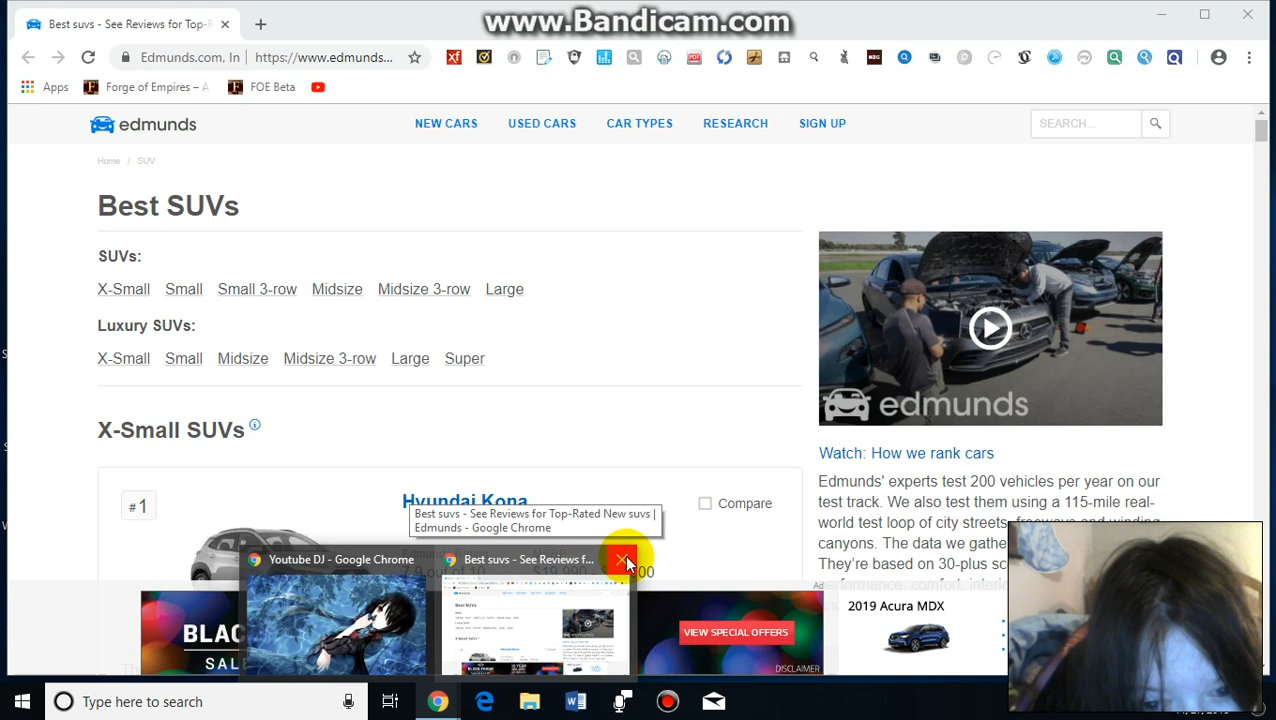 www.Bandicam.com
Best suvs - See Reviews for Top-R
Edmunds.com, In
https://www.edmunds...
Apps
Forge of Empires – A
FOE Beta
edmunds
NEW CARS
USED CARS
CAR TYPES
RESEARCH
SIGN UP
SEARCH...
Home / SUV
Best SUVs
SUVs:
X-Small Small Small 3-row Midsize Midsize 3-row Large
Luxury SUVs:
X-Small Small Midsize Midsize 3-row Large Super
edmunds
X-Small SUVs
Watch: How we rank cars
Edmunds' experts test 200 vehicles per year on our
test track. We also test them using a 115-mile real-
world test loop of city streets, freeways and winding
canyons. The data we gathe
They're based on 30-plus sc
#1
Hyundai Kona
Compare
Best suvs - See Reviews for Top-Rated New suvs |
Edmunds - Google Chrome
Youtube DJ - Google Chrome
Best suvs - See Reviews f...
Ad
2019 Acura MDX
BLAC
SAL
VIEW SPECIAL OFFERS
DISCLAIMER
Type here to search